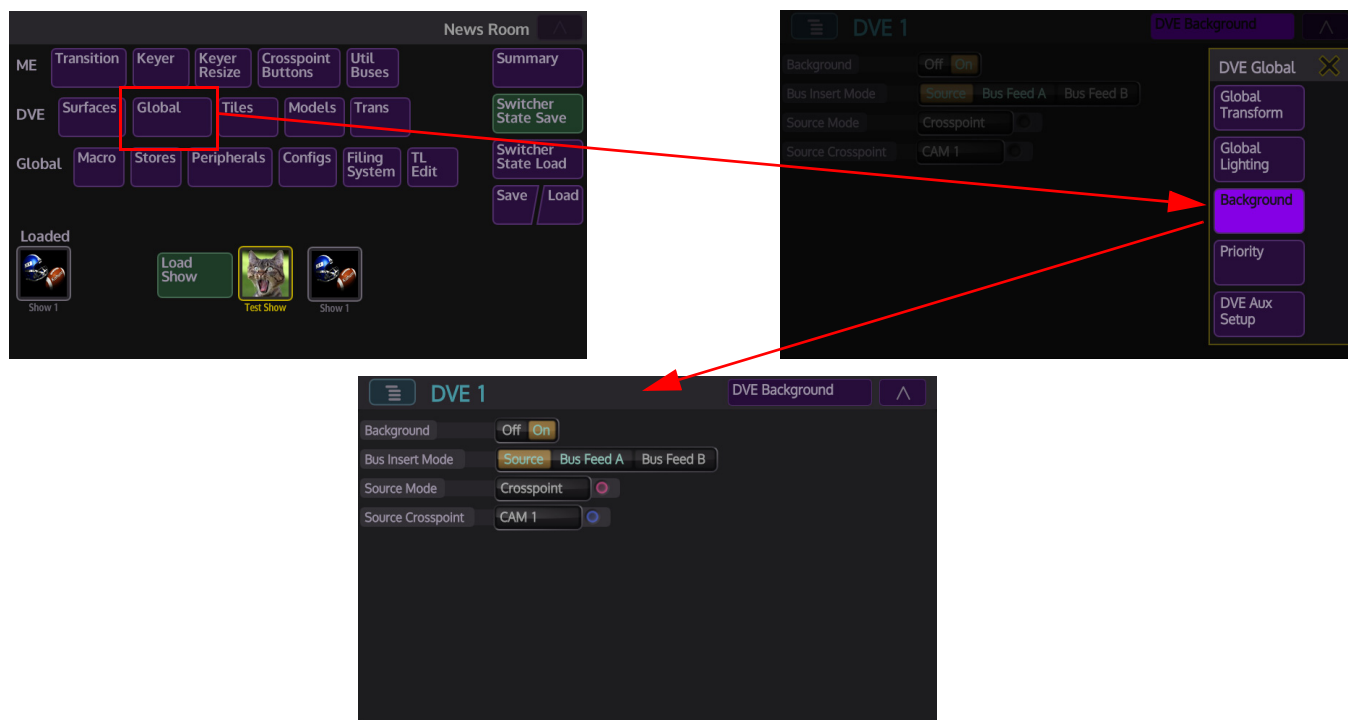 News Room
ME
Transition
Keyer
Keyer
Resize
Crosspoint
Buttons
Util
Buses
Summary
DVE
Surfaces
Global
Tiles
Models
Trans
Switcher
State Save
Global
Macro
Stores
Peripherals
Configs
Filing
System
TL
Edit
Switcher
State Load
Save
Load
Loaded
Show 1
Load
Show
Test Show
Show 1
DVE 1
DVE Background
Background
Off On
Bus Insert Mode
Source Bus Feed A Bus Feed B
Source Mode
Crosspoint
Source Crosspoint
CAM 1
DVE Global
Global
Transform
Global
Lighting
Background
Priority
DVE Aux
Setup
DVE 1
DVE Background
Background
Off On
Bus Insert Mode
Source Bus Feed A Bus Feed B
Source Mode
Crosspoint
Source Crosspoint
CAM 1